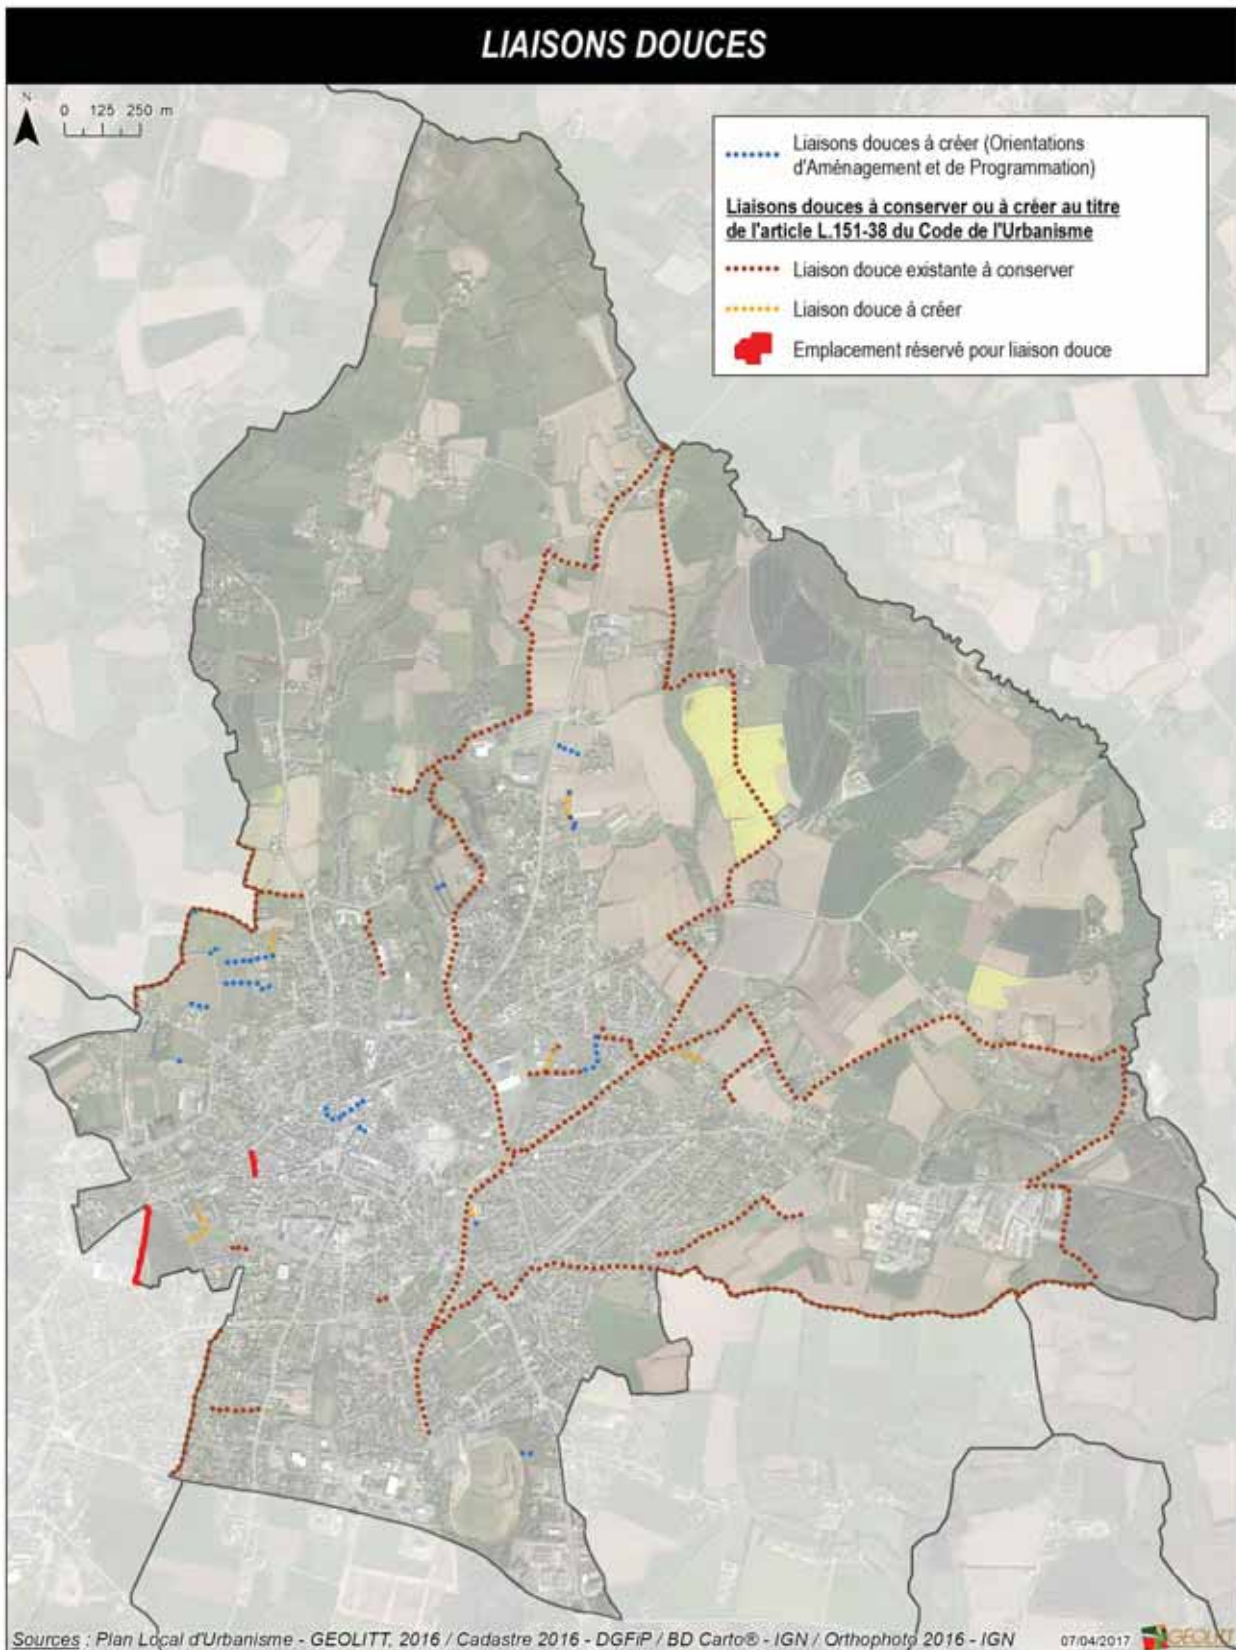 LIAISONS DOUCES
N
0 125 250 m
Liaisons douces à créer (Orientations
d'Aménagement et de Programmation)
Liaisons douces à conserver ou à créer au titre
de l'article L.151-38 du Code de l'Urbanisme
Liaison douce existante à conserver
Liaison douce à créer
Emplacement réservé pour liaison douce
Sources : Plan Local d'Urbanisme - GEOLITT, 2016 / Cadastre 2016 - DGFiP / BD Carto® - IGN / Orthophoto 2016 - IGN
07/04/2017
GEOLITT